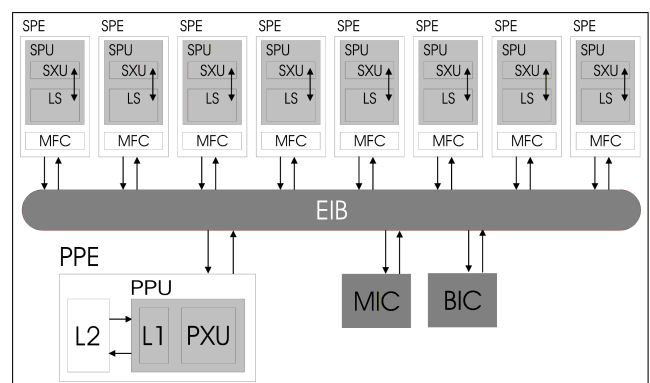 SPE SPE SPE SPE SPE SPE SPE SPE
SPU SPU SPU SPU SPU SPU SPU SPU
SXU SXU SXU SXU SXU SXU SXU SXU
LS LS LS LS LS LS LS LS
MFC MFC MFC MFC MFC MFC MFC MFC
EIB
PPE
PPU
L2 L1 PXU
MIC BIC